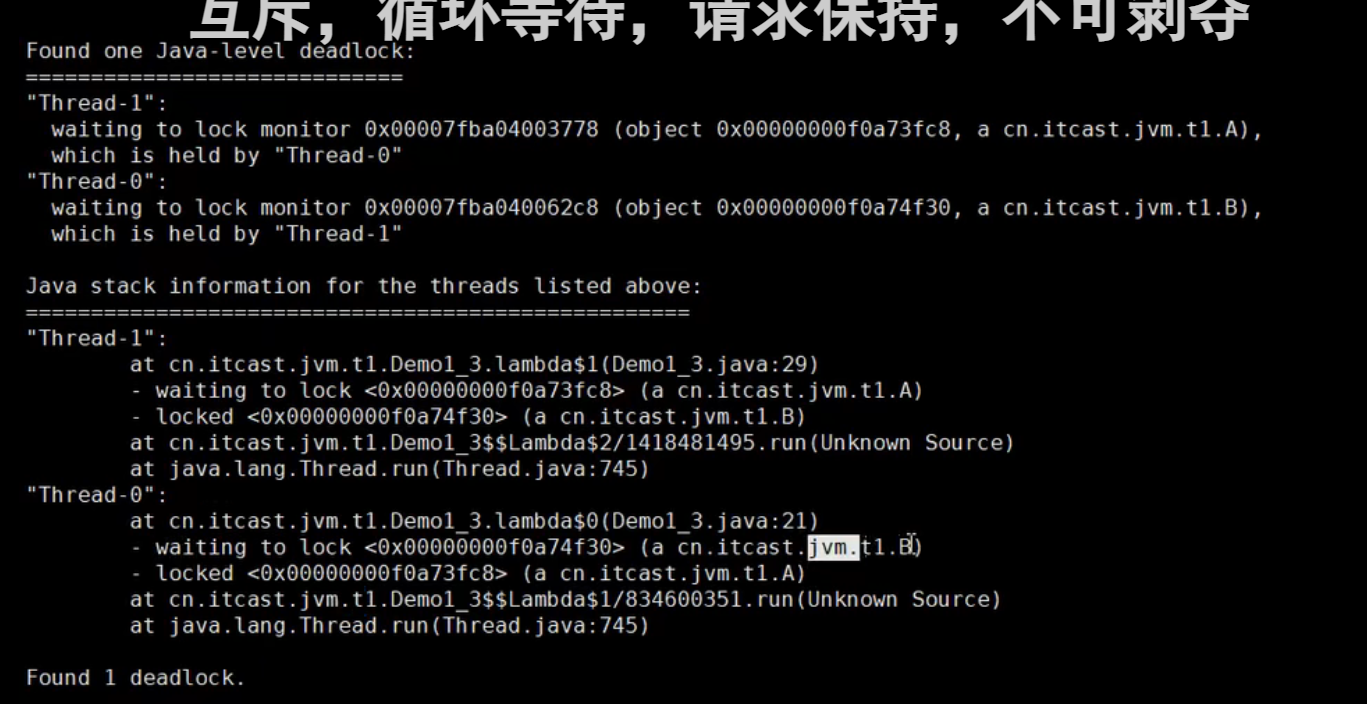 互斥，循环等待，请求保持，不可剥夺
Found one Java-level deadlock:
=============================
"Thread-1":
  waiting to lock monitor 0x00007fba04003778 (object 0x00000000f0a73fc8, a cn.itcast.jvm.t1.A),
  which is held by "Thread-0"
"Thread-0":
  waiting to lock monitor 0x00007fba040062c8 (object 0x00000000f0a74f30, a cn.itcast.jvm.t1.B),
  which is held by "Thread-1"

Java stack information for the threads listed above:
===================================================
"Thread-1":
        at cn.itcast.jvm.t1.Demo1_3.lambda$1(Demo1_3.java:29)
        - waiting to lock <0x00000000f0a73fc8> (a cn.itcast.jvm.t1.A)
        - locked <0x00000000f0a74f30> (a cn.itcast.jvm.t1.B)
        at cn.itcast.jvm.t1.Demo1_3$$Lambda$2/1418481495.run(Unknown Source)
        at java.lang.Thread.run(Thread.java:745)
"Thread-0":
        at cn.itcast.jvm.t1.Demo1_3.lambda$0(Demo1_3.java:21)
        - waiting to lock <0x00000000f0a74f30> (a cn.itcast.jvm.t1.B)
        - locked <0x00000000f0a73fc8> (a cn.itcast.jvm.t1.A)
        at cn.itcast.jvm.t1.Demo1_3$$Lambda$1/834600351.run(Unknown Source)
        at java.lang.Thread.run(Thread.java:745)

Found 1 deadlock.